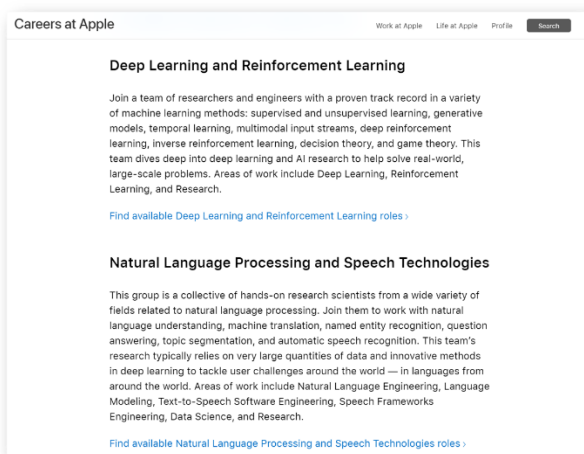 Careers at Apple
Work at Apple Life at Apple Profile Search
Deep Learning and Reinforcement Learning
Join a team of researchers and engineers with a proven track record in a variety
of machine learning methods: supervised and unsupervised learning, generative
models, temporal learning, multimodal input streams, deep reinforcement
learning, inverse reinforcement learning, decision theory, and game theory. This
team dives deep into deep learning and AI research to help solve real-world,
large-scale problems. Areas of work include Deep Learning, Reinforcement
Learning, and Research.
Find available Deep Learning and Reinforcement Learning roles ›
Natural Language Processing and Speech Technologies
This group is a collective of hands-on research scientists from a wide variety of
fields related to natural language processing. Join them to work with natural
language understanding, machine translation, named entity recognition, question
answering, topic segmentation, and automatic speech recognition. This team's
research typically relies on very large quantities of data and innovative methods
in deep learning to tackle user challenges around the world — in languages from
around the world. Areas of work include Natural Language Engineering, Language
Modeling, Text-to-Speech Software Engineering, Speech Frameworks
Engineering, Data Science, and Research.
Find available Natural Language Processing and Speech Technologies roles ›